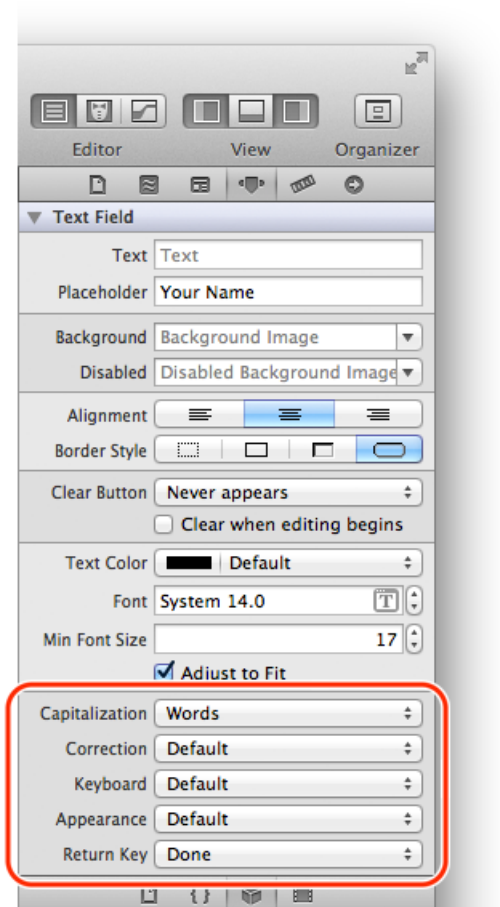 Editor View Organizer
Text Field
Text Text
Placeholder Your Name
Background Background Image
Disabled Disabled Background Image
Alignment
Border Style
Clear Button Never appears
Clear when editing begins
Text Color Default
Font System 14.0 T
Min Font Size 17
Adjust to Fit
Capitalization Words
Correction Default
Keyboard Default
Appearance Default
Return Key Done
{ }